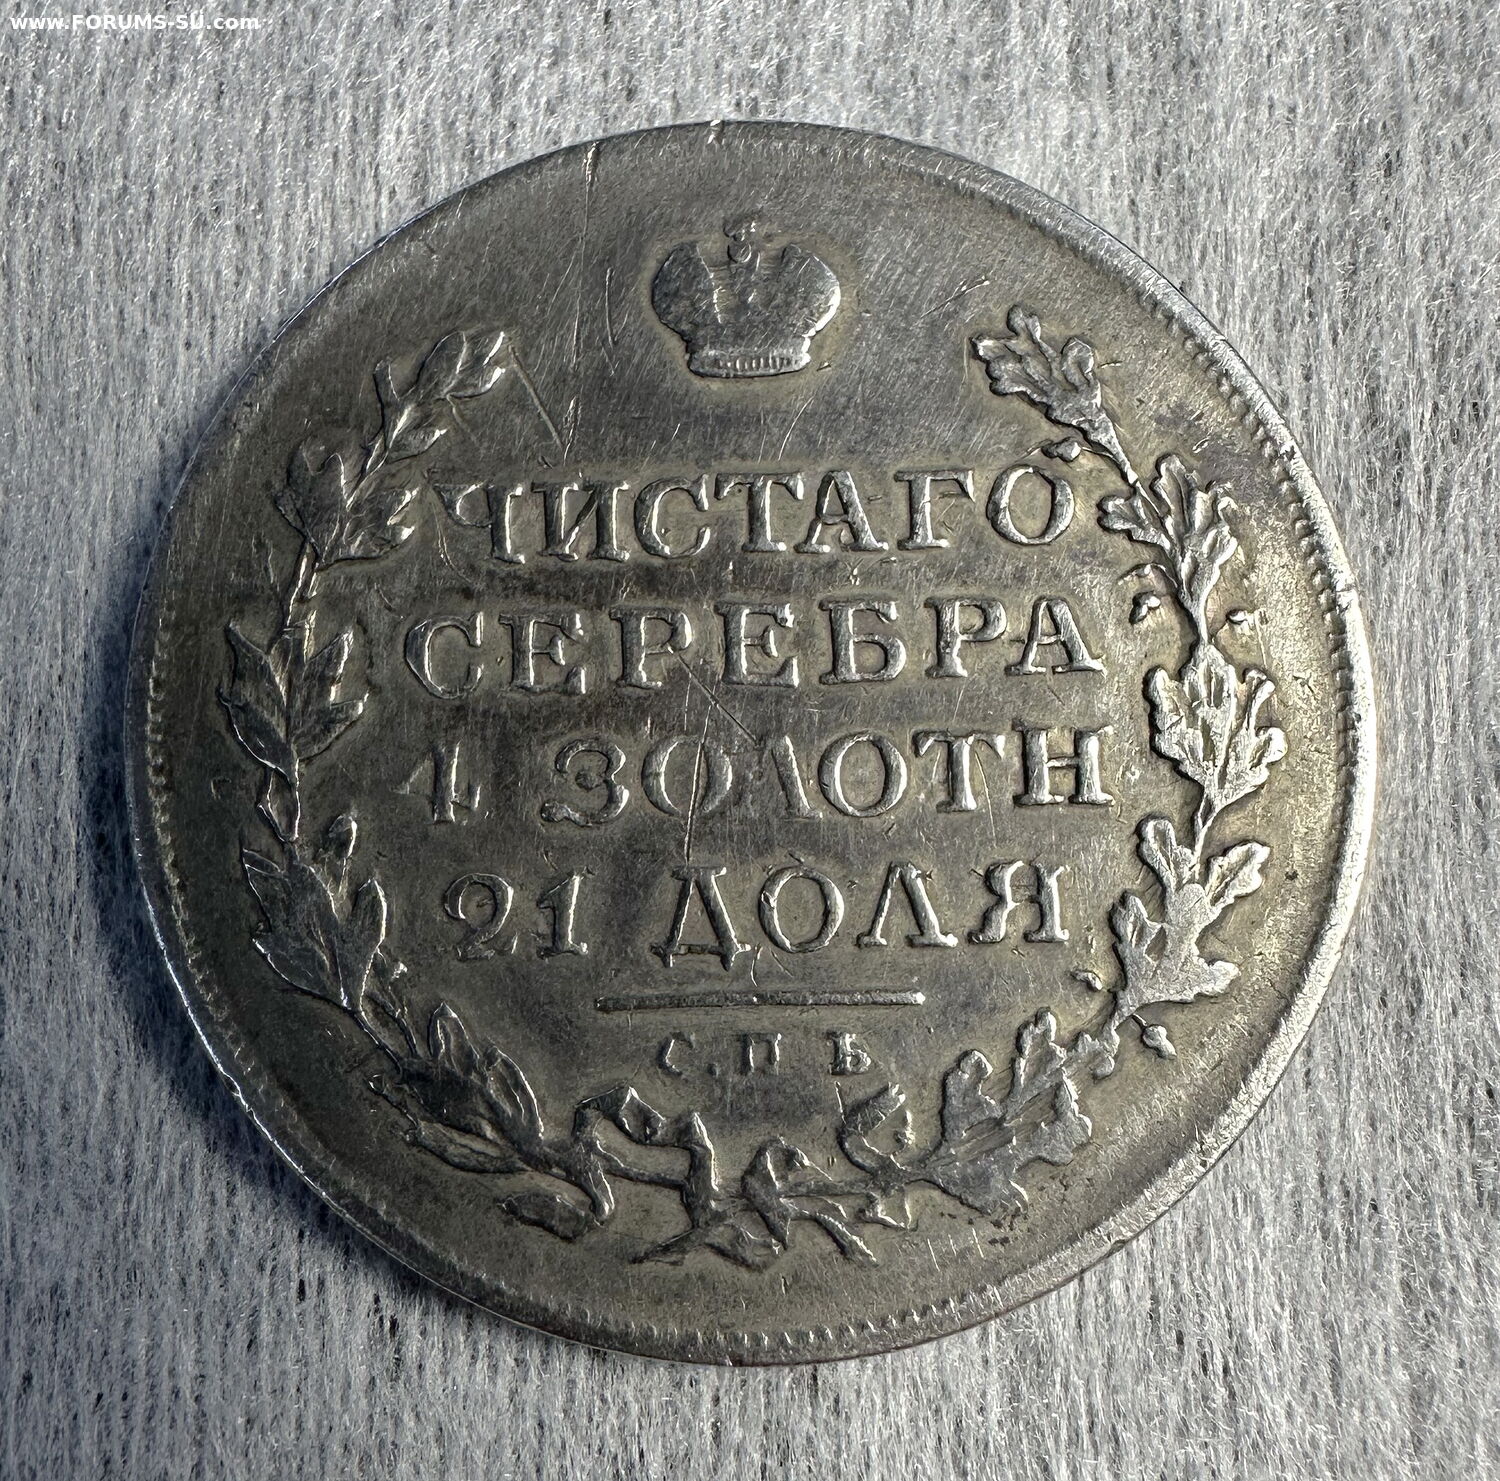 www.FORUMS-SU.com
ЧИСТАГО
СЕРЕБРА
4 ЗОЛОТН
21 ДОЛЯ
С.П Б